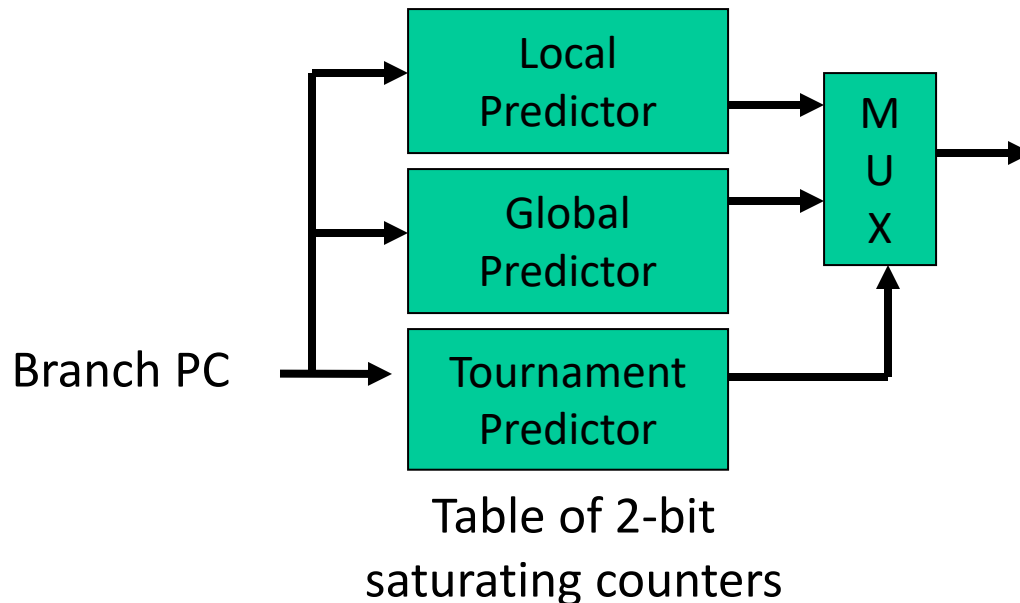 Local
Predictor
Global
Predictor
M
U
X
Branch PC
Tournament
Predictor
Table of 2-bit
saturating counters